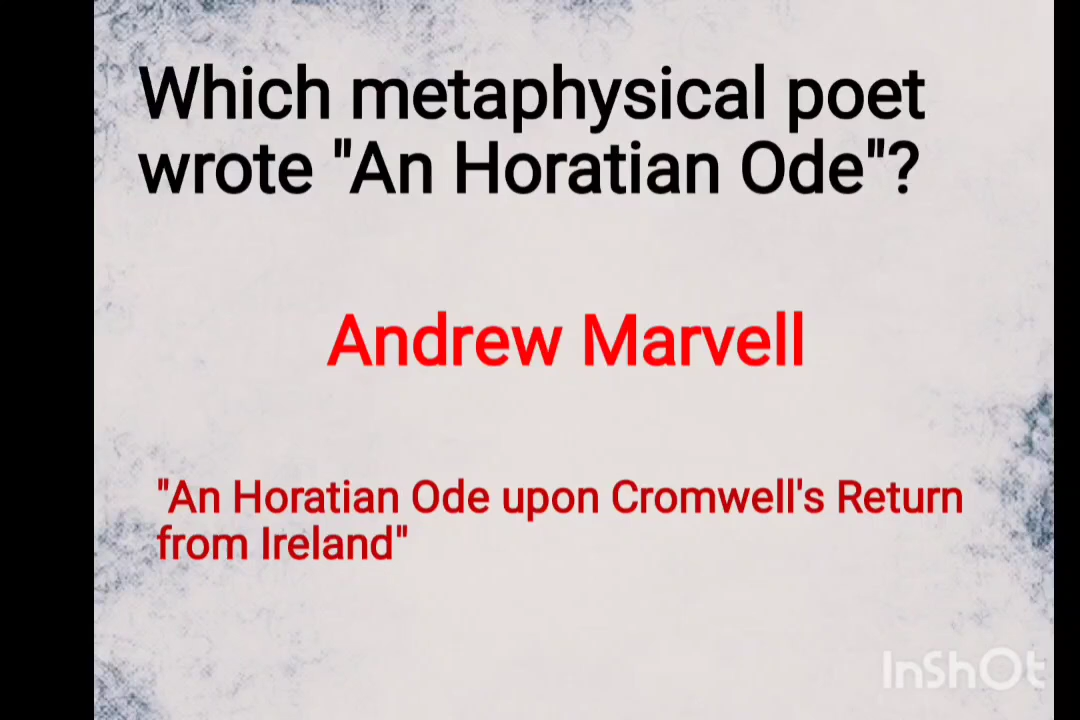 Which metaphysical poet
wrote "An Horatian Ode"?
Andrew Marvell
"An Horatian Ode upon Cromwell's Return
from Ireland"
InShOt